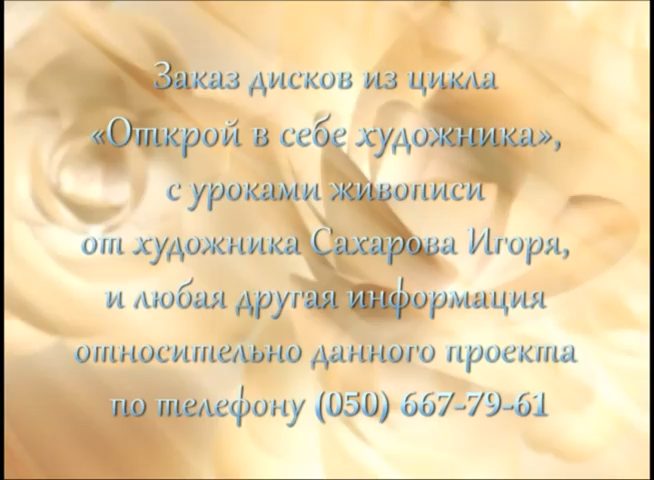 Заказ дисков из цикла
«Открой в себе художника»,
с уроками живописи
от художника Сахарова Игоря,
и любая другая информация
относительно данного проекта
по телефону (050) 667-79-61